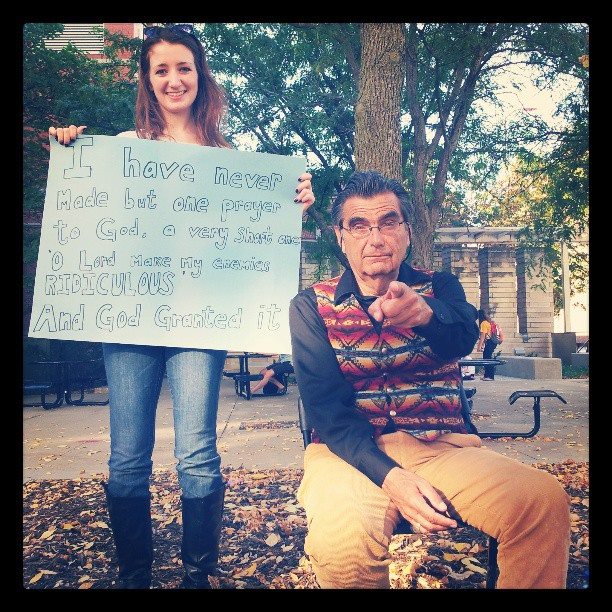 I have never
Made but one prayer
to God, a very short one
'O Lord Make my enemies
RIDICULOUS'
And God Granted it